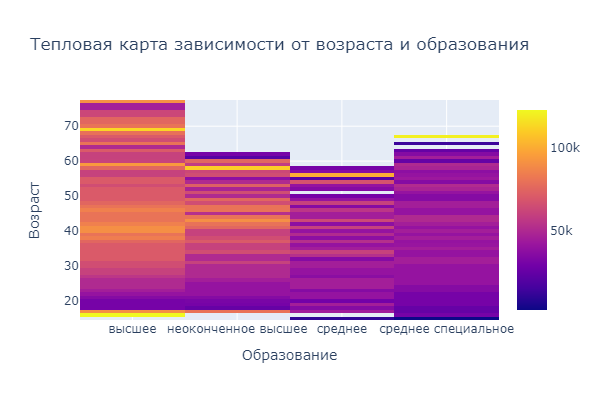 Тепловая карта зависимости от возраста и образования
70
60
50
40
30
20
Возраст
высшее
неоконченное высшее
среднее
среднее специальное
Образование
100k
50k